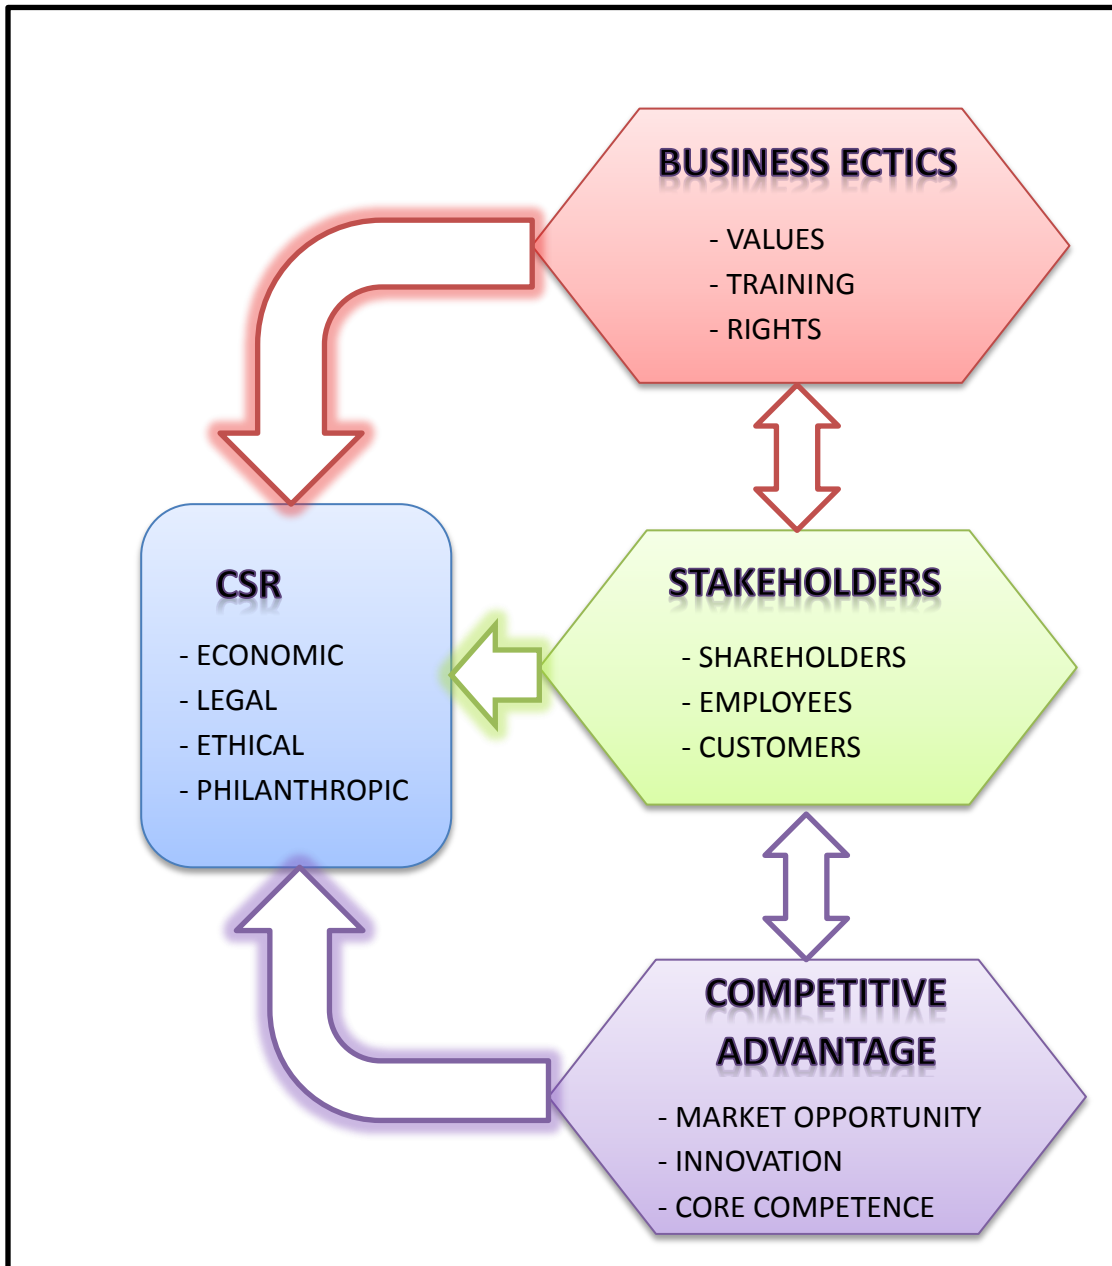 BUSINESS ECTICS
- VALUES
- TRAINING
- RIGHTS
CSR
- ECONOMIC
- LEGAL
- ETHICAL
- PHILANTHROPIC
STAKEHOLDERS
- SHAREHOLDERS
- EMPLOYEES
- CUSTOMERS
COMPETITIVE
ADVANTAGE
- MARKET OPPORTUNITY
- INNOVATION
- CORE COMPETENCE